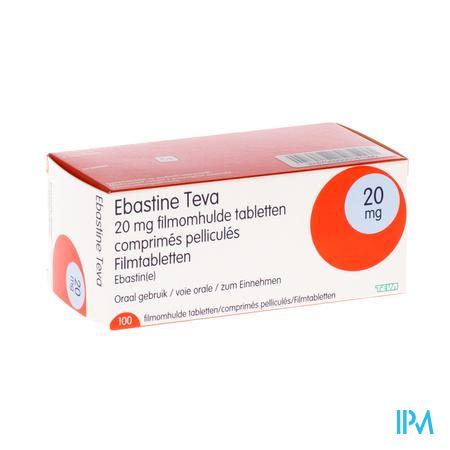 Ebastine Teva
20 mg filmomhulde tabletten
comprimés pelliculés
Filmtabletten
Ebastin(e)
Oraal gebruik / voie orale / zum Einnehmen
100 filmomhulde tabletten/comprimés pelliculés/Filmtabletten
20
mg
TEVA
Ebastine Teva
20
mg
IPM